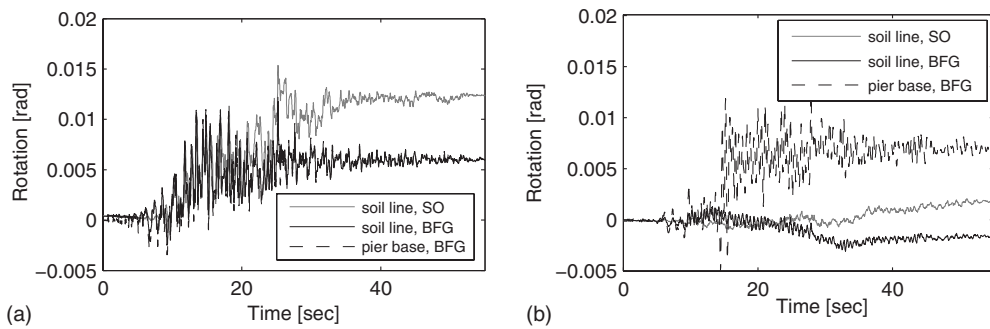 0.02
0.015
0.01
0.005
0
−0.005
Rotation [rad]
0
20
40
Time [sec]
soil line, SO
soil line, BFG
pier base, BFG
(a)
0.02
0.015
0.01
0.005
0
−0.005
Rotation [rad]
0
20
40
Time [sec]
soil line, SO
soil line, BFG
pier base, BFG
(b)